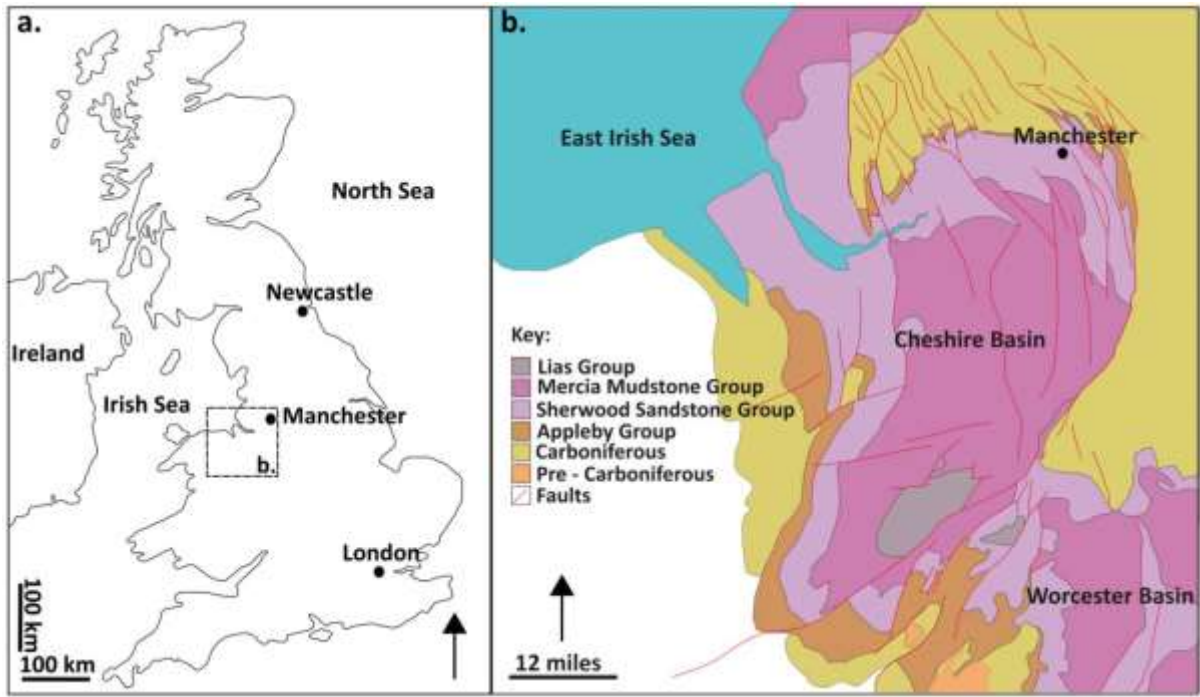 a.
North Sea
Newcastle
Ireland
Irish Sea
Manchester
b.
London
100 km
100 km
b.
East Irish Sea
Manchester
Cheshire Basin
Key:
Lias Group
Mercia Mudstone Group
Sherwood Sandstone Group
Appleby Group
Carboniferous
Pre - Carboniferous
Faults
Worcester Basin
12 miles